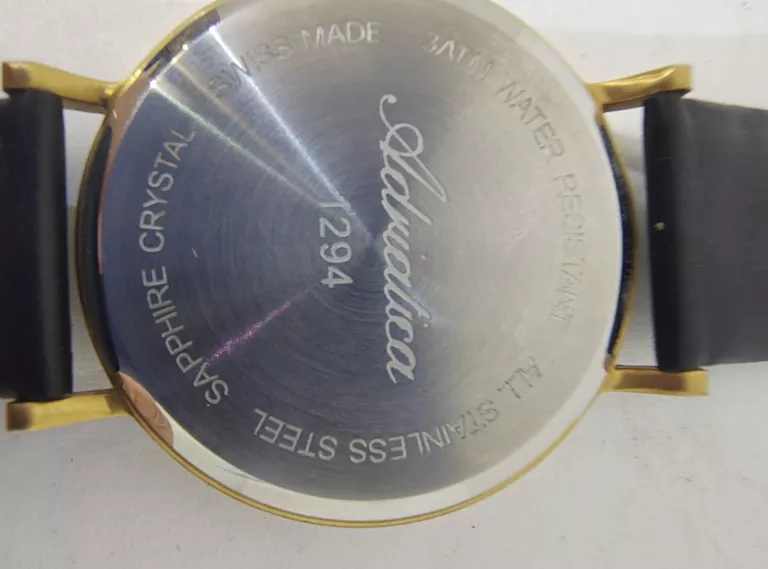 Adriatica
1294
SWISS MADE
3ATM WATER RESISTANT
ALL STAINLESS STEEL
SAPPHIRE CRYSTAL